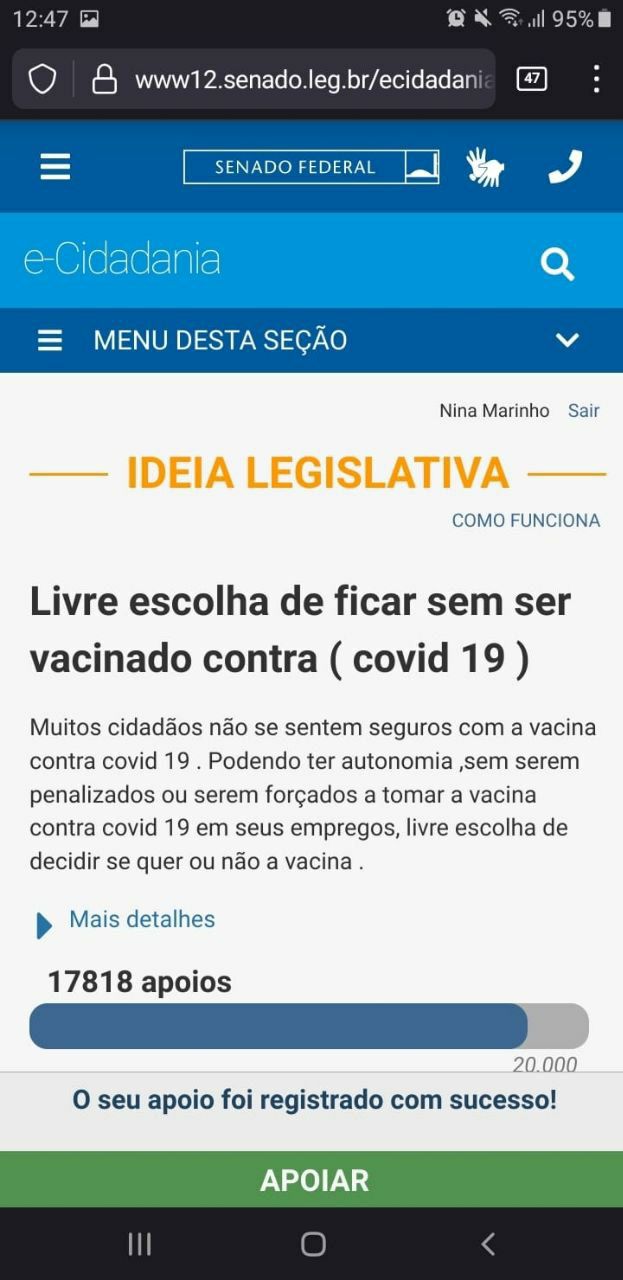 12:47
95%
www12.senado.leg.br/ecidadania
47
SENADO FEDERAL
e-Cidadania
MENU DESTA SEÇÃO
Nina Marinho Sair
IDEIA LEGISLATIVA
COMO FUNCIONA
Livre escolha de ficar sem ser
vacinado contra ( covid 19 )
Muitos cidadãos não se sentem seguros com a vacina
contra covid 19 . Podendo ter autonomia ,sem serem
penalizados ou serem forçados a tomar a vacina
contra covid 19 em seus empregos, livre escolha de
decidir se quer ou não a vacina .
Mais detalhes
17818 apoios
20.000
O seu apoio foi registrado com sucesso!
APOIAR